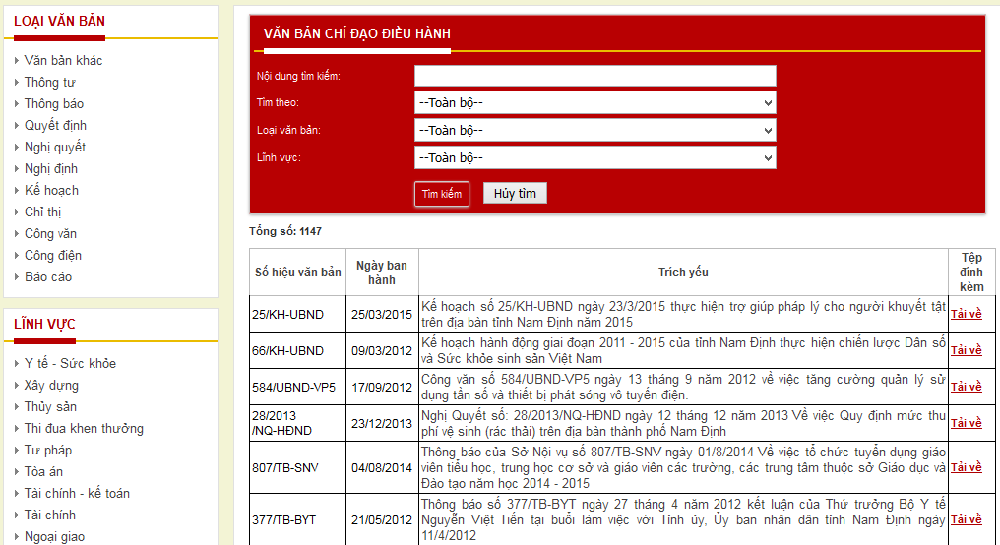 LOẠI VĂN BẢN
Văn bản khác
Thông tư
Thông báo
Quyết định
Nghị quyết
Nghị định
Kế hoạch
Chỉ thị
Công văn
Công điện
Báo cáo
LĨNH VỰC
Y tế - Sức khỏe
Xây dựng
Thủy sản
Thi đua khen thưởng
Tư pháp
Tòa án
Tài chính - kế toán
Tài chính
Ngoại giao
VĂN BẢN CHỈ ĐẠO ĐIỀU HÀNH
Nội dung tìm kiếm:
Tìm theo: --Toàn bộ--
Loại văn bản: --Toàn bộ--
Lĩnh vực: --Toàn bộ--
Tìm kiếm Hủy tìm
Tổng số: 1147
Số hiệu văn bản Ngày ban hành Trích yếu Tệp đính kèm
25/KH-UBND 25/03/2015 Kế hoạch số 25/KH-UBND ngày 23/3/2015 thực hiện trợ giúp pháp lý cho người khuyết tật
trên địa bàn tỉnh Nam Định năm 2015 Tải về
66/KH-UBND 09/03/2012 Kế hoạch hành động giai đoạn 2011 - 2015 của tỉnh Nam Định thực hiện chiến lược Dân số
và Sức khỏe sinh sản Việt Nam Tải về
584/UBND-VP5 17/09/2012 Công văn số 584/UBND-VP5 ngày 13 tháng 9 năm 2012 về việc tăng cường quản lý sử
dụng tần số và thiết bị phát sóng vô tuyến điện. Tải về
28/2013
/NQ-HĐND 23/12/2013 Nghị Quyết số: 28/2013/NQ-HĐND ngày 12 tháng 12 năm 2013 Về việc Quy định mức thu
phí vệ sinh (rác thải) trên địa bàn thành phố Nam Định Tải về
807/TB-SNV 04/08/2014 Thông báo của Sở Nội vụ số 807/TB-SNV ngày 01/8/2014 Về việc tổ chức tuyển dụng giáo
viên tiểu học, trung học cơ sở và giáo viên các trường, các trung tâm thuộc sở Giáo dục và
Đào tạo năm học 2014 - 2015 Tải về
377/TB-BYT 21/05/2012 Thông báo số 377/TB-BYT ngày 27 tháng 4 năm 2012 kết luận của Thứ trưởng Bộ Y tế
Nguyễn Việt Tiến tại buổi làm việc với Tỉnh ủy, Ủy ban nhân dân tỉnh Nam Định ngày
11/4/2012 Tải về